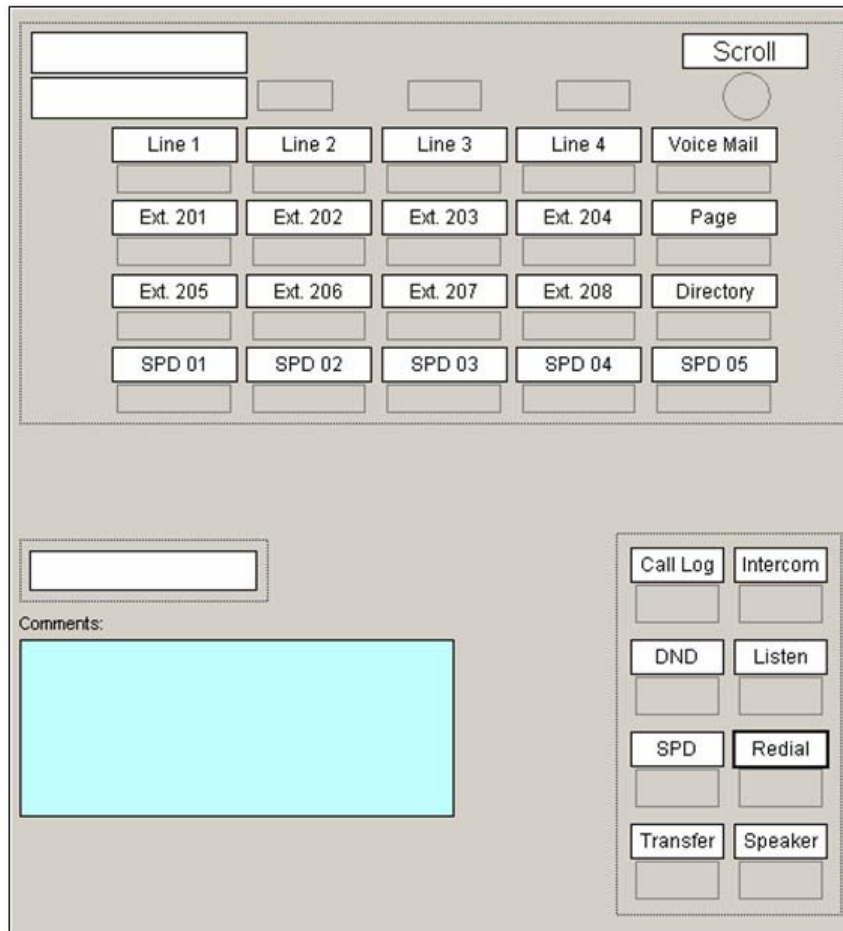 Scroll
Line 1 Line 2 Line 3 Line 4 Voice Mail
Ext. 201 Ext. 202 Ext. 203 Ext. 204 Page
Ext. 205 Ext. 206 Ext. 207 Ext. 208 Directory
SPD 01 SPD 02 SPD 03 SPD 04 SPD 05
Comments:
Call Log Intercom
DND Listen
SPD Redial
Transfer Speaker